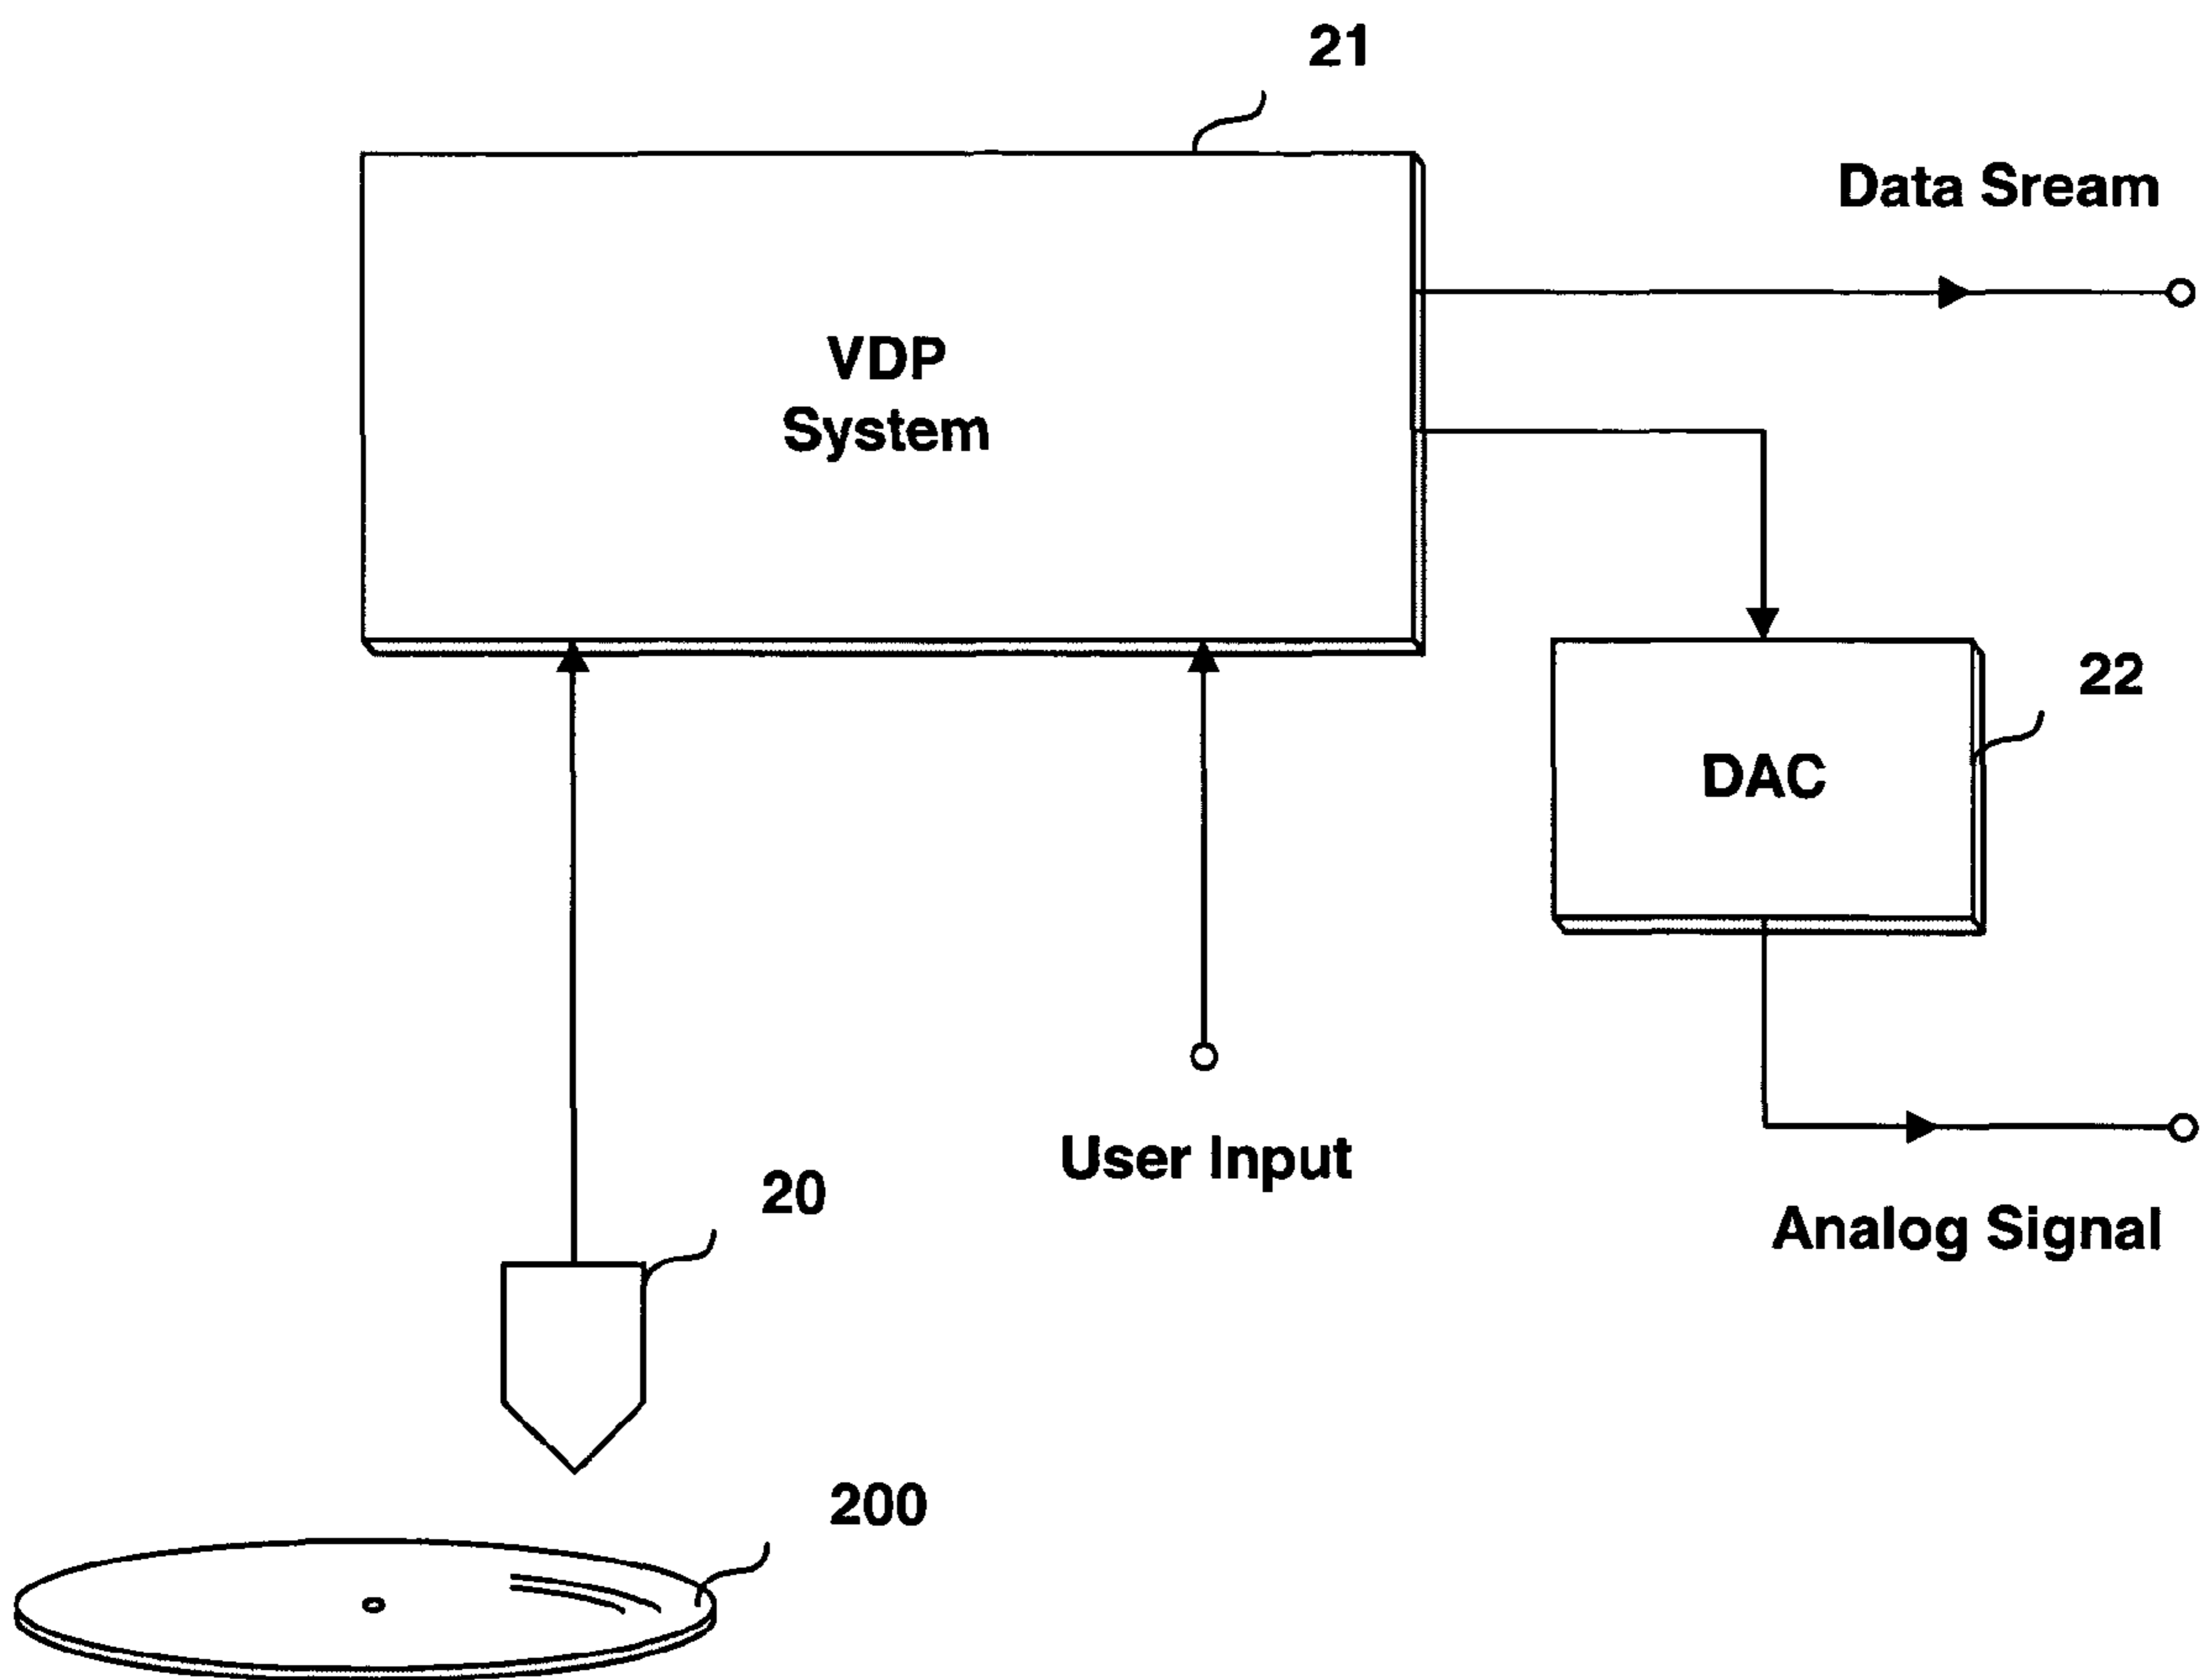 21
Data Sream
VDP
System
22
DAC
User Input
20
Analog Signal
200